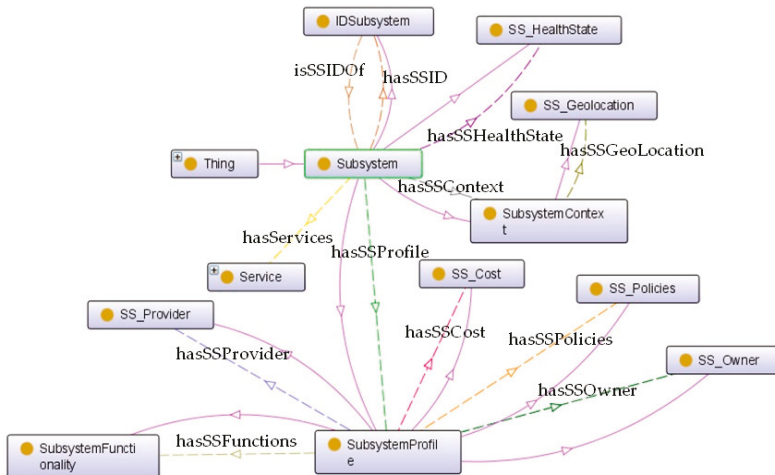 IDSubsystem
SS_HealthState
isSSIDOf
hasSSID
SS_Geolocation
hasSSHealthState
hasSSGeoLocation
Thing
Subsystem
hasSSContext
SubsystemContex
t
hasServices
hasSSProfile
Service
SS_Cost
SS_Policies
SS_Provider
hasSSCost
hasSSPolicies
hasSSProvider
SS_Owner
hasSSOwner
SubsystemFuncti
onality
hasSSFunctions
SubsystemProfil
e